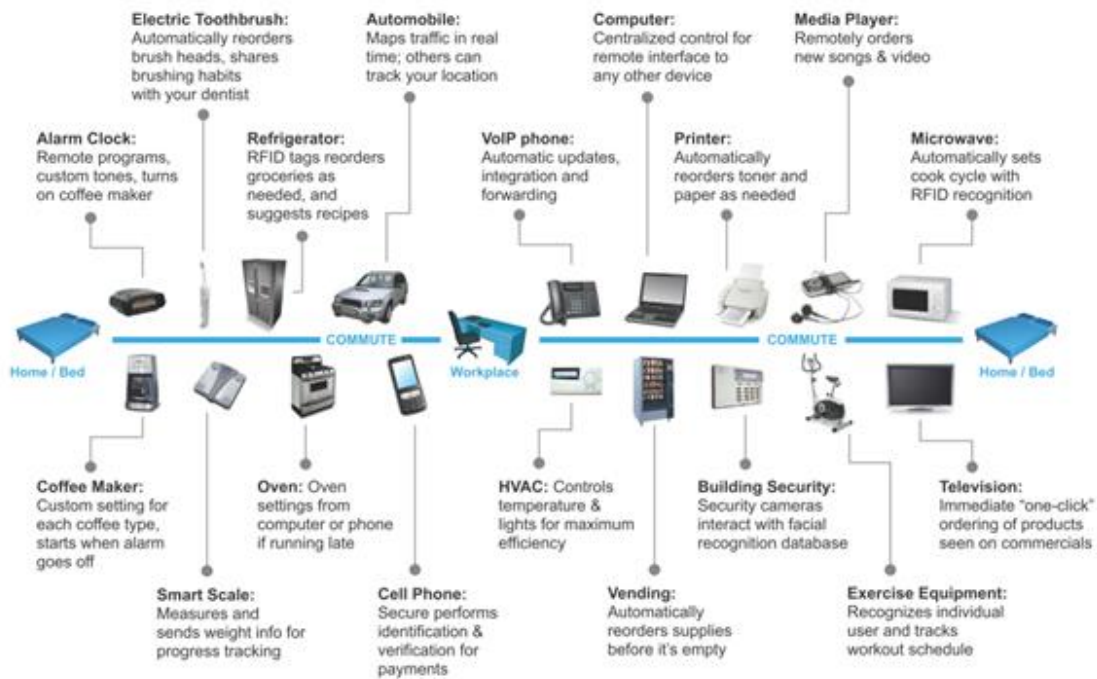 Electric Toothbrush:
Automatically reorders
brush heads, shares
brushing habits
with your dentist
Automobile:
Maps traffic in real
time; others can
track your location
Computer:
Centralized control for
remote interface to
any other device
Media Player:
Remotely orders
new songs & video
Alarm Clock:
Remote programs,
custom tones, turns
on coffee maker
Refrigerator:
RFID tags reorders
groceries as
needed, and
suggests recipes
VoIP phone:
Automatic updates,
integration and
forwarding
Printer:
Automatically
reorders toner and
paper as needed
Microwave:
Automatically sets
cook cycle with
RFID recognition
COMMUTE
COMMUTE
Home / Bed
Workplace
Home / Bed
Coffee Maker:
Custom setting for
each coffee type,
starts when alarm
goes off
Oven: Oven
settings from
computer or phone
if running late
HVAC: Controls
temperature &
lights for maximum
efficiency
Building Security:
Security cameras
interact with facial
recognition database
Television:
Immediate “one-click”
ordering of products
seen on commercials
Smart Scale:
Measures and
sends weight info for
progress tracking
Cell Phone:
Secure performs
identification &
verification for
payments
Vending:
Automatically
reorders supplies
before it’s empty
Exercise Equipment:
Recognizes individual
user and tracks
workout schedule